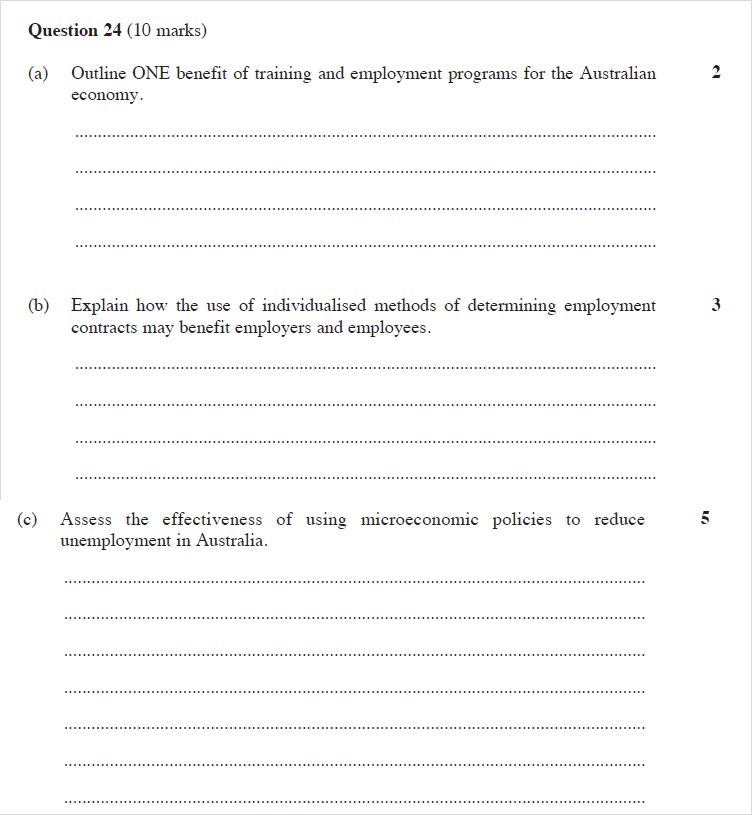 Question 24 (10 marks)
(a) Outline ONE benefit of training and employment programs for the Australian 2
economy.
(b) Explain how the use of individualised methods of determining employment 3
contracts may benefit employers and employees.
(c) Assess the effectiveness of using microeconomic policies to reduce 5
unemployment in Australia.